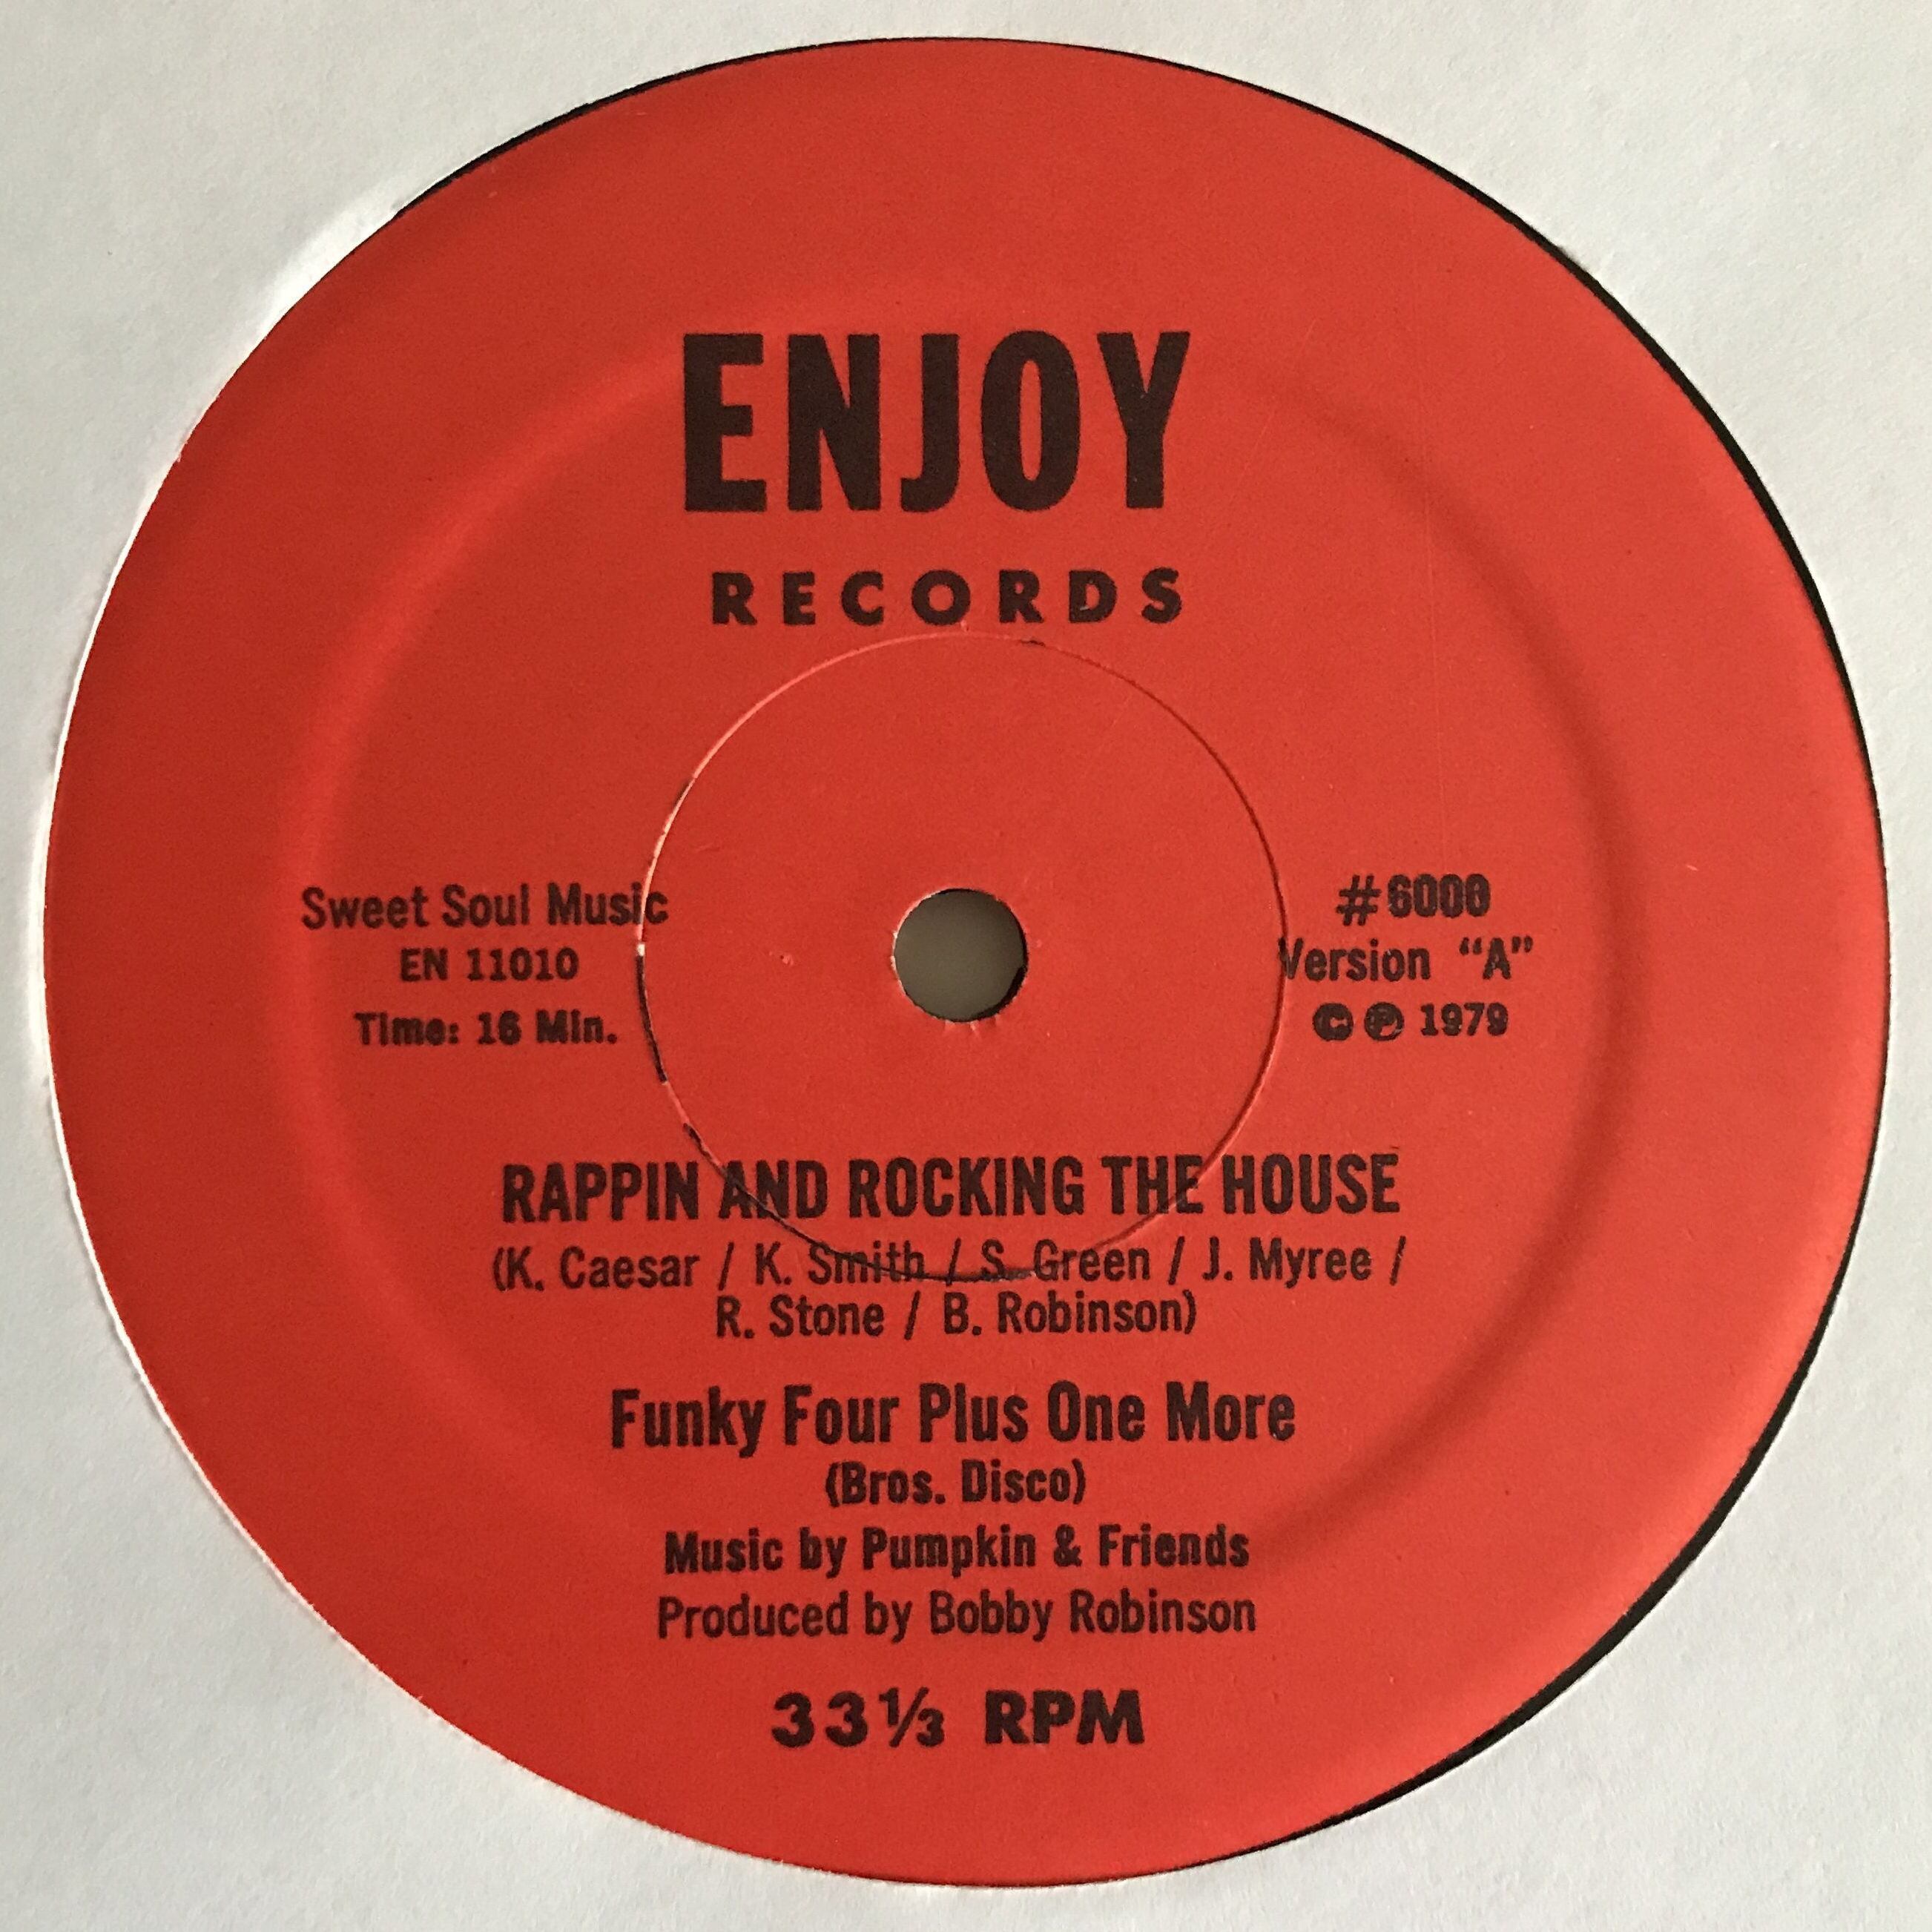 ENJOY
RECORDS
Sweet Soul Music
EN 11010
Time: 16 Min.
#6000
Version “A”
© ℗ 1979
RAPPIN AND ROCKING THE HOUSE
(K. Caesar / K. Smith / S. Green / J. Myree /
R. Stone / B. Robinson)
Funky Four Plus One More
(Bros. Disco)
Music by Pumpkin & Friends
Produced by Bobby Robinson
33⅓ RPM